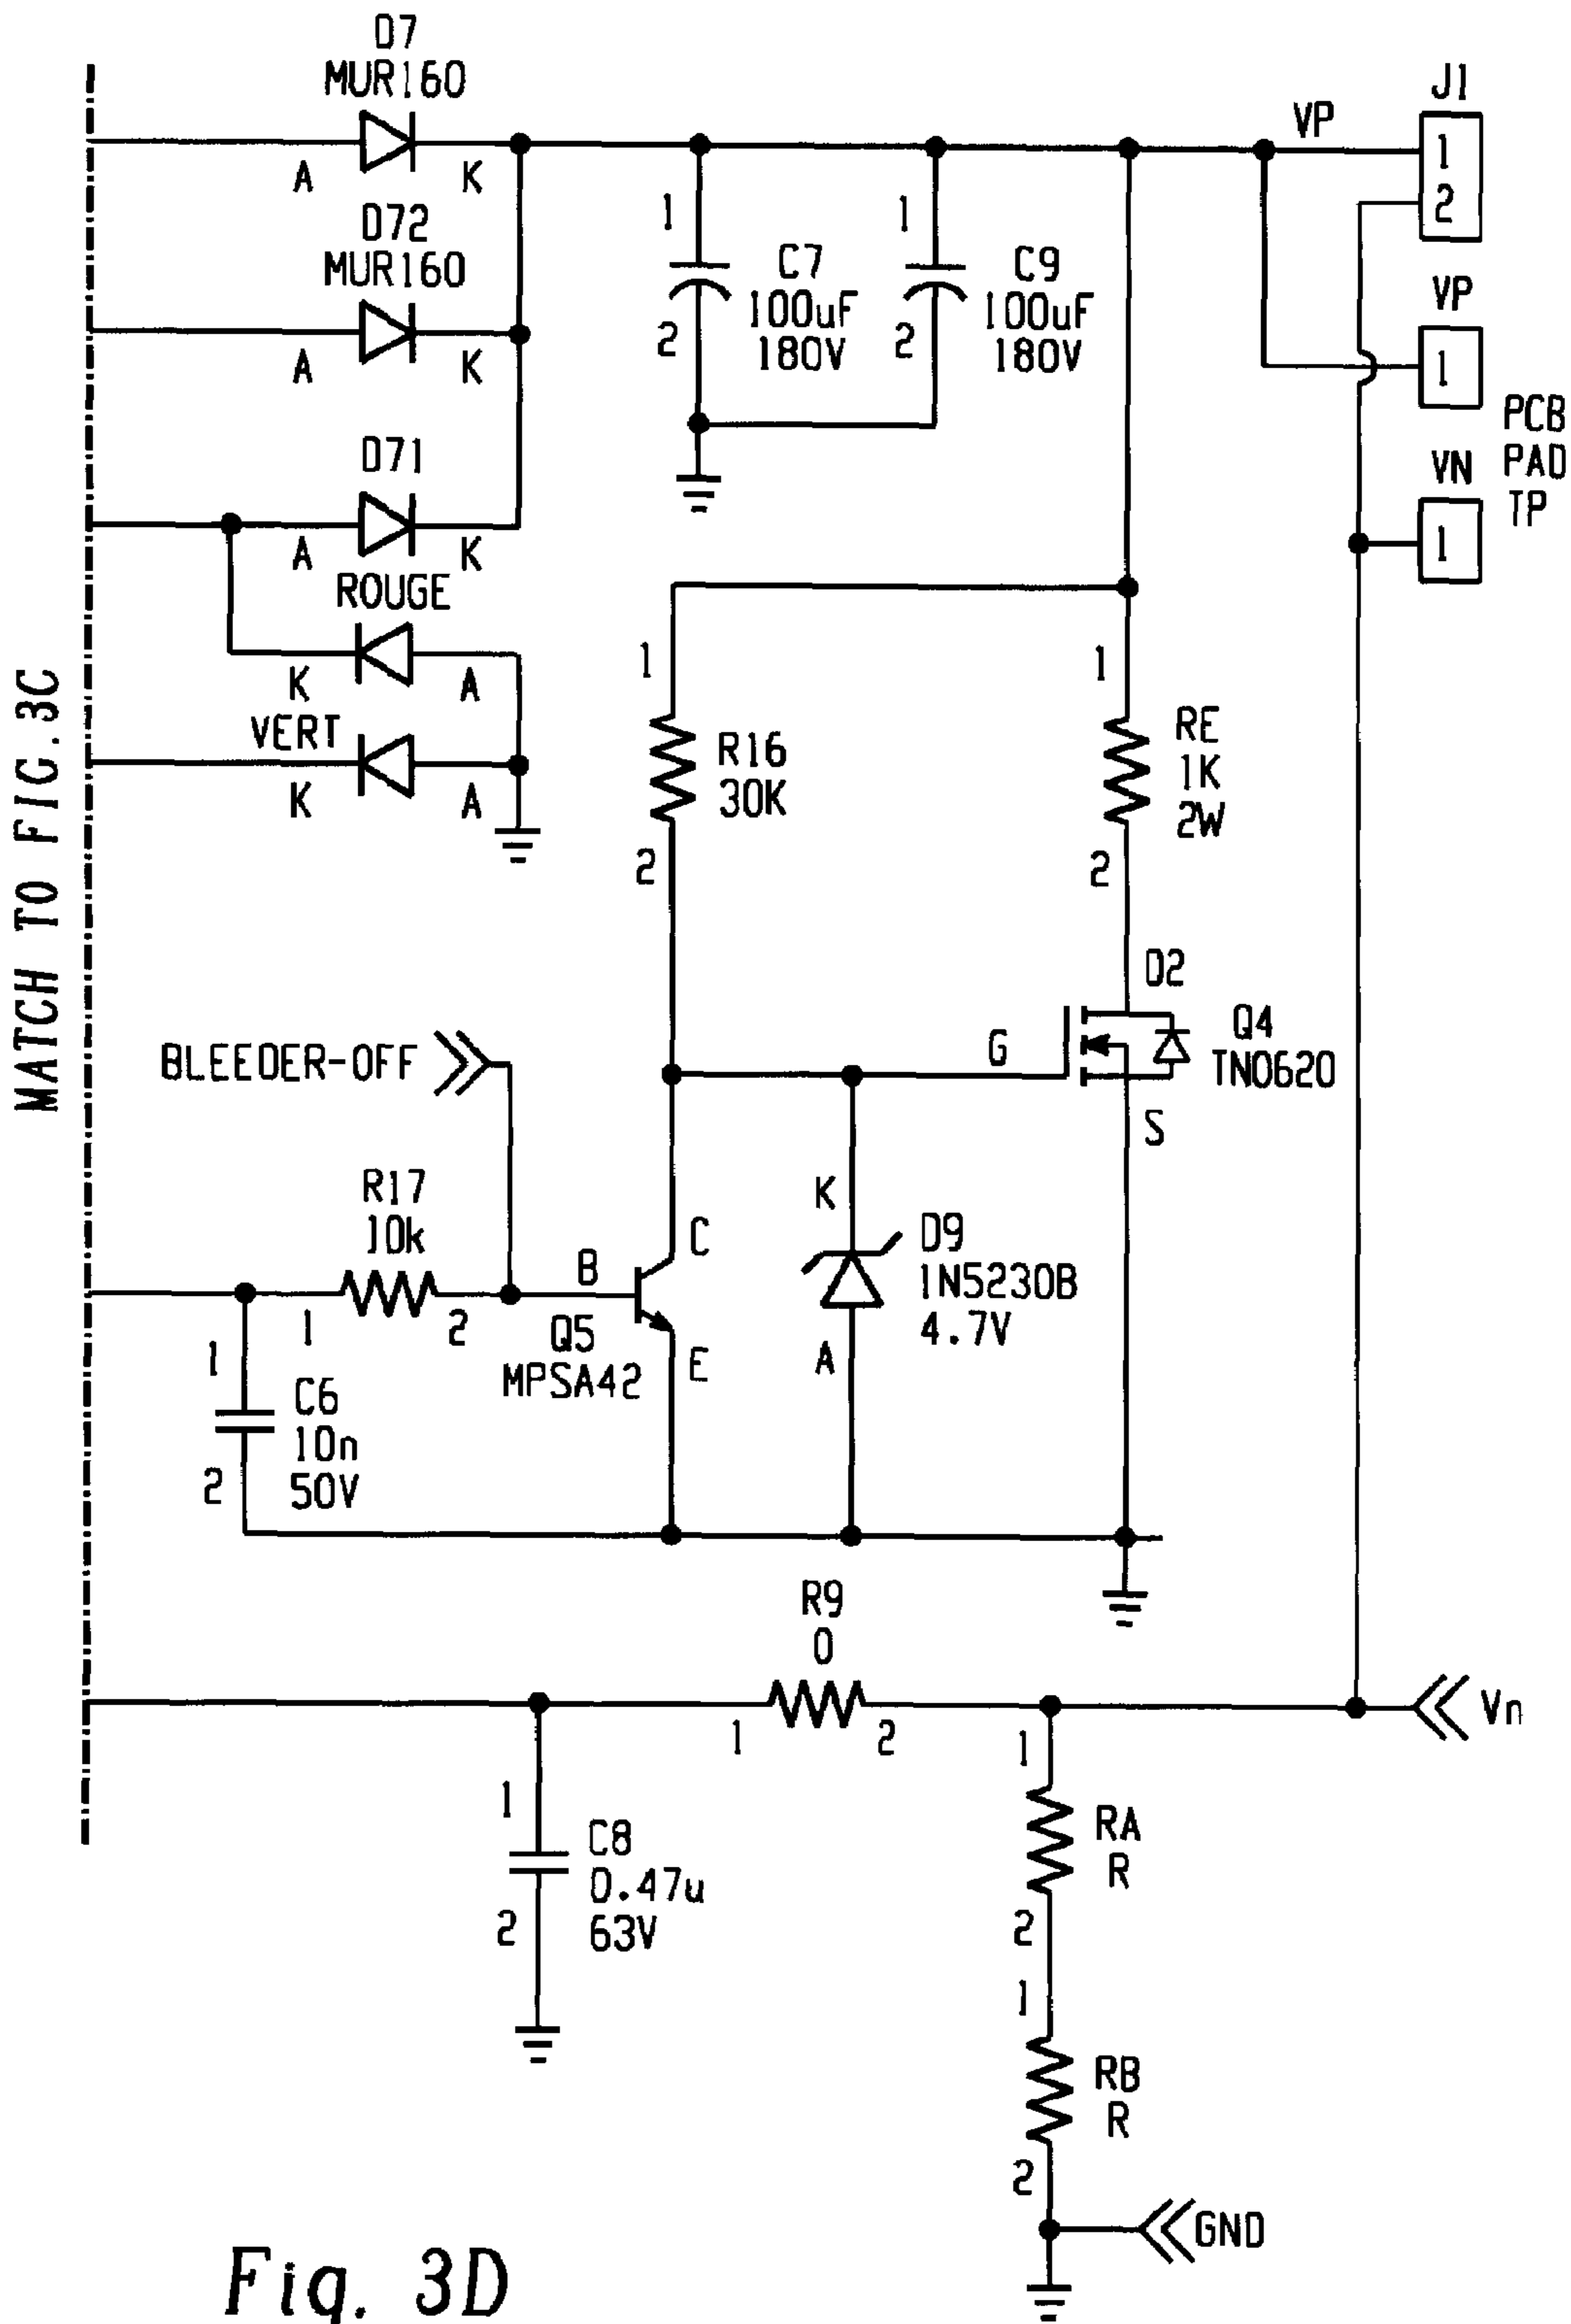 D7
MUR160
A
K
VP
J1
1
2
D72
MUR160
A
K
1
C7
100uF
180V
2
1
C9
100uF
180V
2
VP
1
PCB
PAD
TP
VN
1
D71
A
K
ROUGE
K
A
VERT
K
A
MATCH TO FIG.3C
1
R16
30K
2
1
RE
1K
2W
2
D2
G
Q4
TN0620
S
BLEEDER-OFF
R17
10k
1
2
B
C
Q5
MPSA42
E
K
D9
1N5230B
4.7V
A
1
C6
10n
50V
2
R9
0
1
2
Vn
1
C8
0.47u
63V
2
1
RA
R
2
1
RB
R
2
GND
Fig. 3D